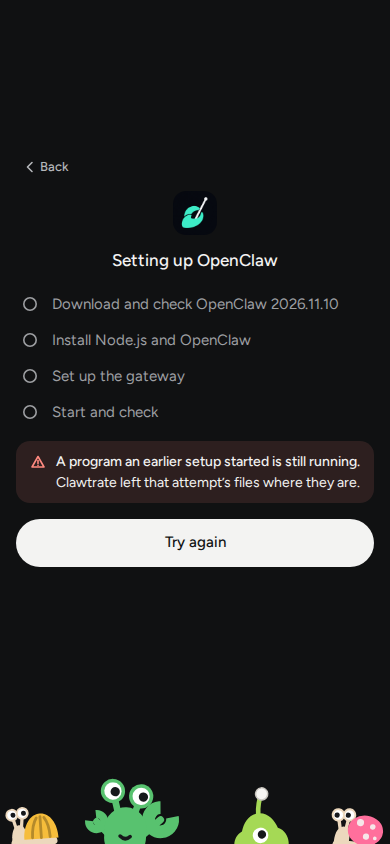 Back
Setting up OpenClaw
Download and check OpenClaw 2026.11.10
Install Node.js and OpenClaw
Set up the gateway
Start and check
A program an earlier setup started is still running.
Clawtrate left that attempt's files where they are.
Try again